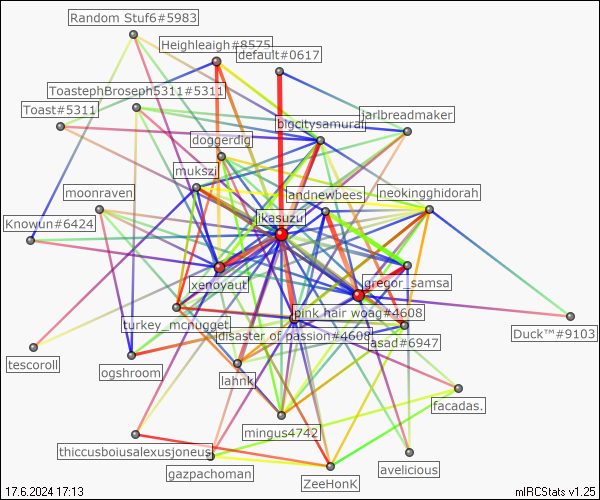 Random Stuf6#5983
Heighleaigh#8575
default#0617
ToastephBroseph5311#5311
Toast#5311
bigcitysamurai
jarlbreadmaker
doggerdig
mukszi
moonraven
andnewbees
neokingghidorah
Knowun#6424
jikesuzu
xenoyaut
gregor_samsa
turkey_mcnugget
pink hair woag#4608
disaster of passion#4608
asad#6947
Duck™#9103
tescoroll
ogshroom
lahnk
facadas.
mingus4742
thiccusboiusalexusjoneus
gazpachoman
avelicious
ZeeHonK
17.6.2024 17:13
mIRCStats v1.25